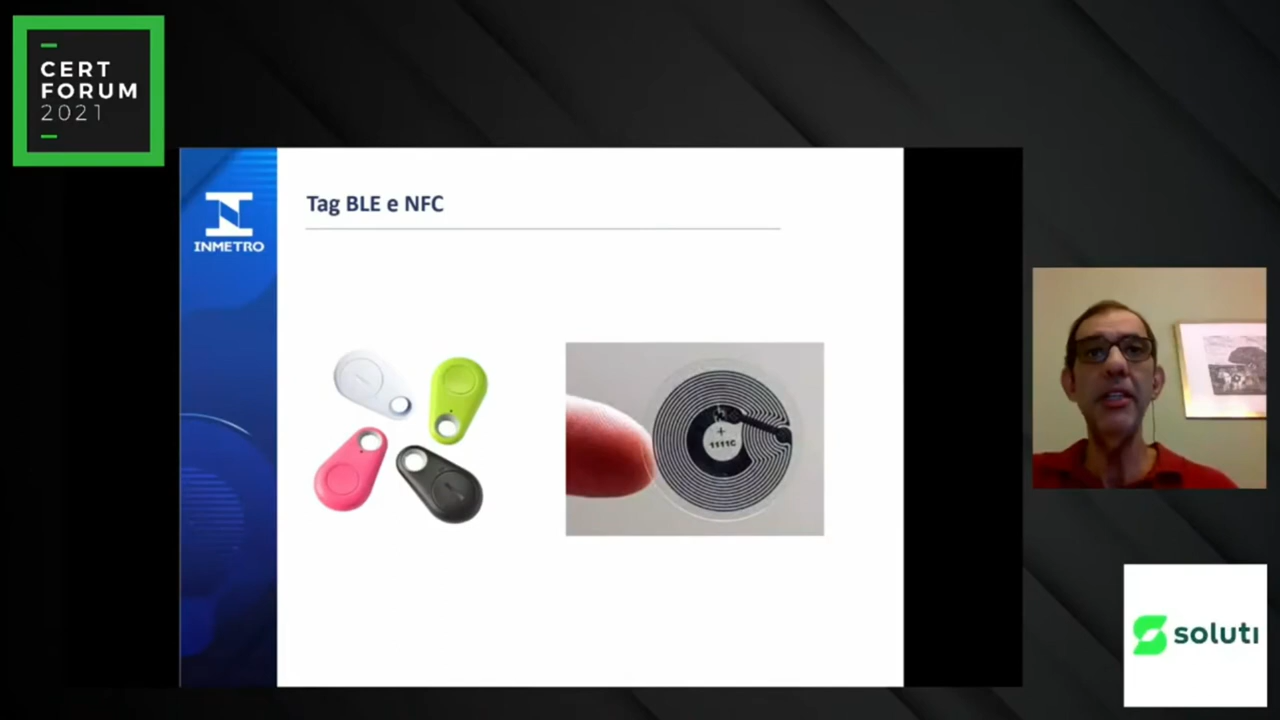 CERT
FORUM
2021
INMETRO
Tag BLE e NFC
1111C
soluti